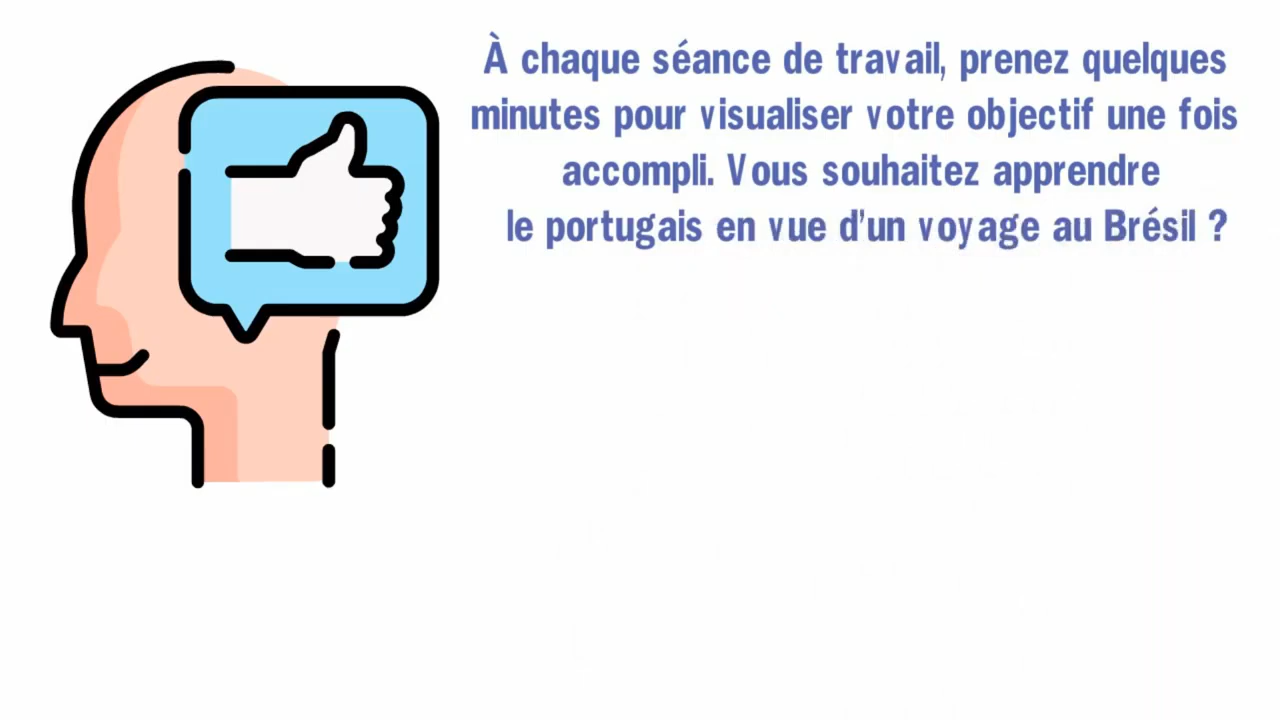 À chaque séance de travail, prenez quelques
minutes pour visualiser votre objectif une fois
accompli. Vous souhaitez apprendre
le portugais en vue d'un voyage au Brésil ?